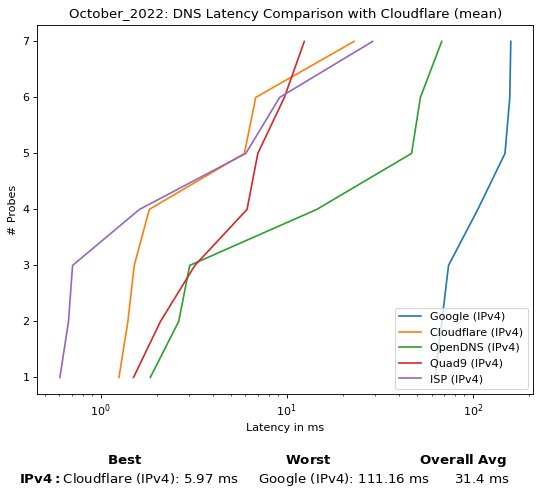 October_2022: DNS Latency Comparison with Cloudflare (mean)
7
6
5
4
3
2
1
# Probes
Google (IPv4)
Cloudflare (IPv4)
OpenDNS (IPv4)
Quad9 (IPv4)
ISP (IPv4)
10⁰ 10¹ 10²
Latency in ms
Best Worst Overall Avg
IPv4: Cloudflare (IPv4): 5.97 ms Google (IPv4): 111.16 ms 31.4 ms